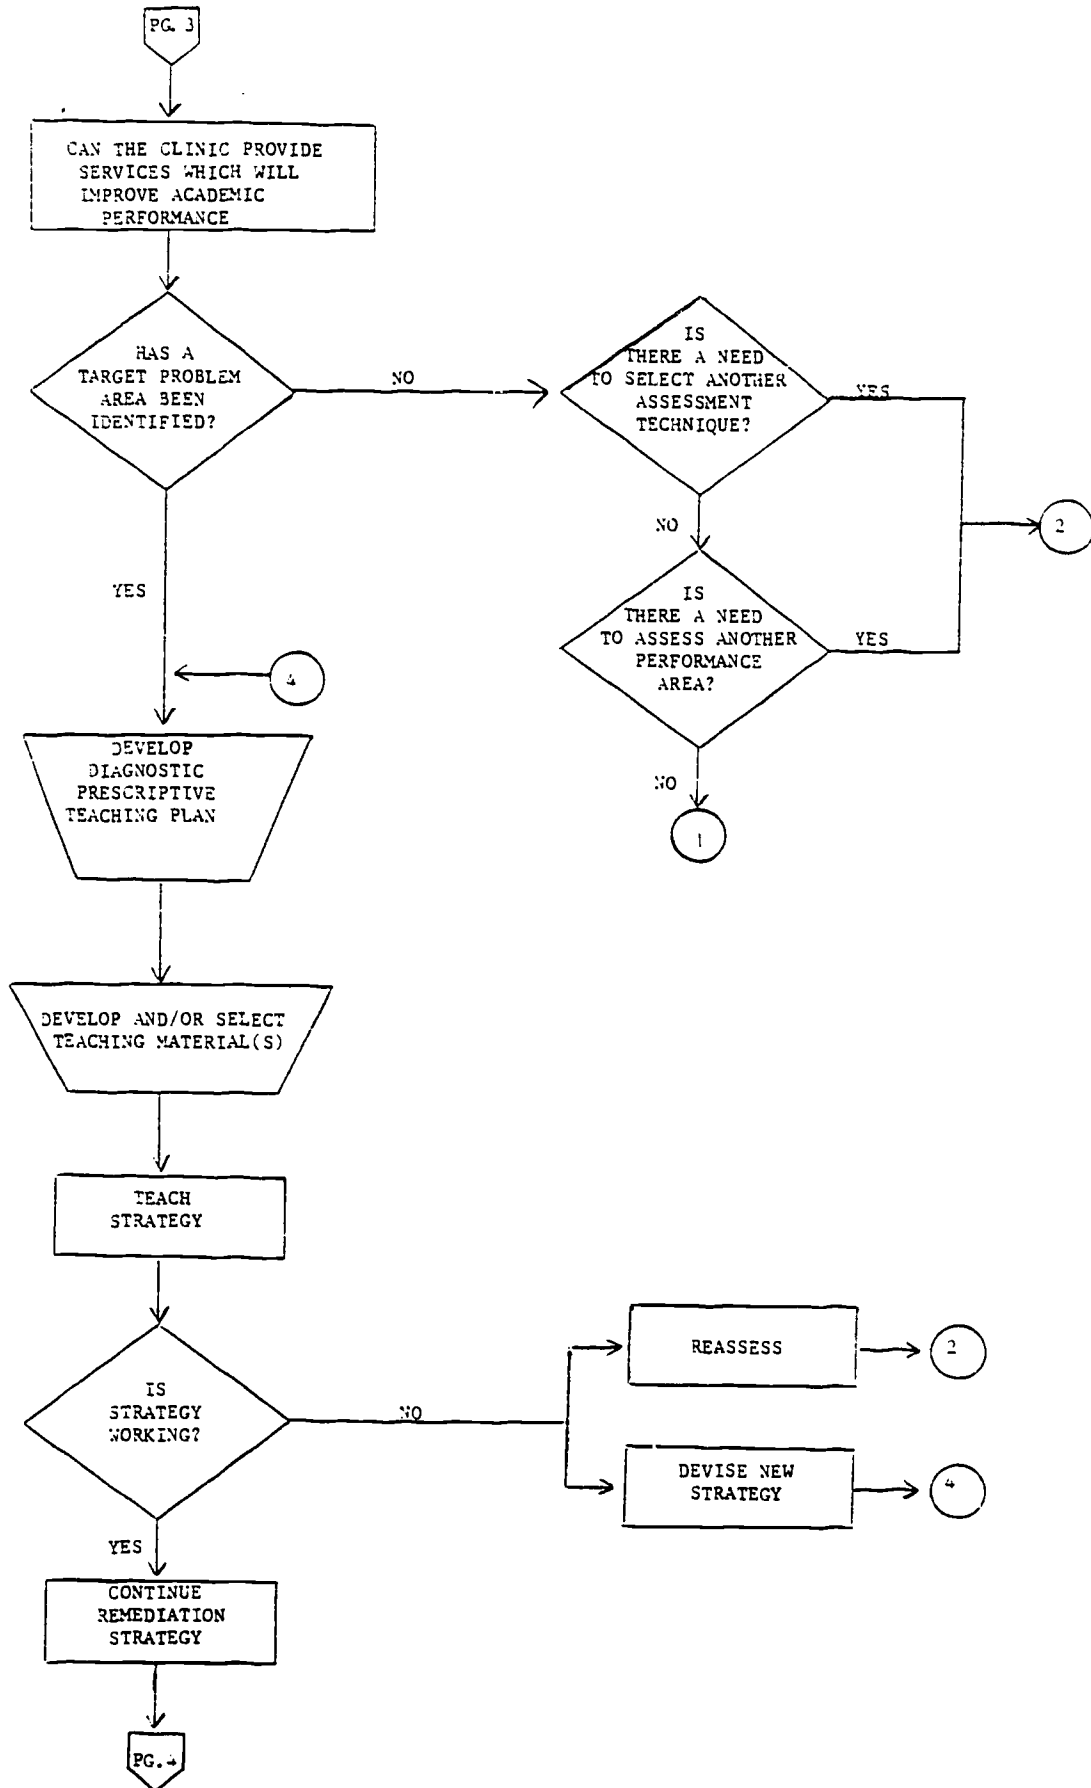 PG. 3
CAN THE CLINIC PROVIDE
SERVICES WHICH WILL
IMPROVE ACADEMIC
PERFORMANCE
HAS A
TARGET PROBLEM
AREA BEEN
IDENTIFIED?
NO
IS
THERE A NEED
TO SELECT ANOTHER
ASSESSMENT
TECHNIQUE?
YES
2
NO
IS
THERE A NEED
TO ASSESS ANOTHER
PERFORMANCE
AREA?
YES
NO
1
YES
4
DEVELOP
DIAGNOSTIC
PRESCRIPTIVE
TEACHING PLAN
DEVELOP AND/OR SELECT
TEACHING MATERIAL(S)
TEACH
STRATEGY
IS
STRATEGY
WORKING?
NO
REASSESS
2
DEVISE NEW
STRATEGY
4
YES
CONTINUE
REMEDIATION
STRATEGY
PG. 4